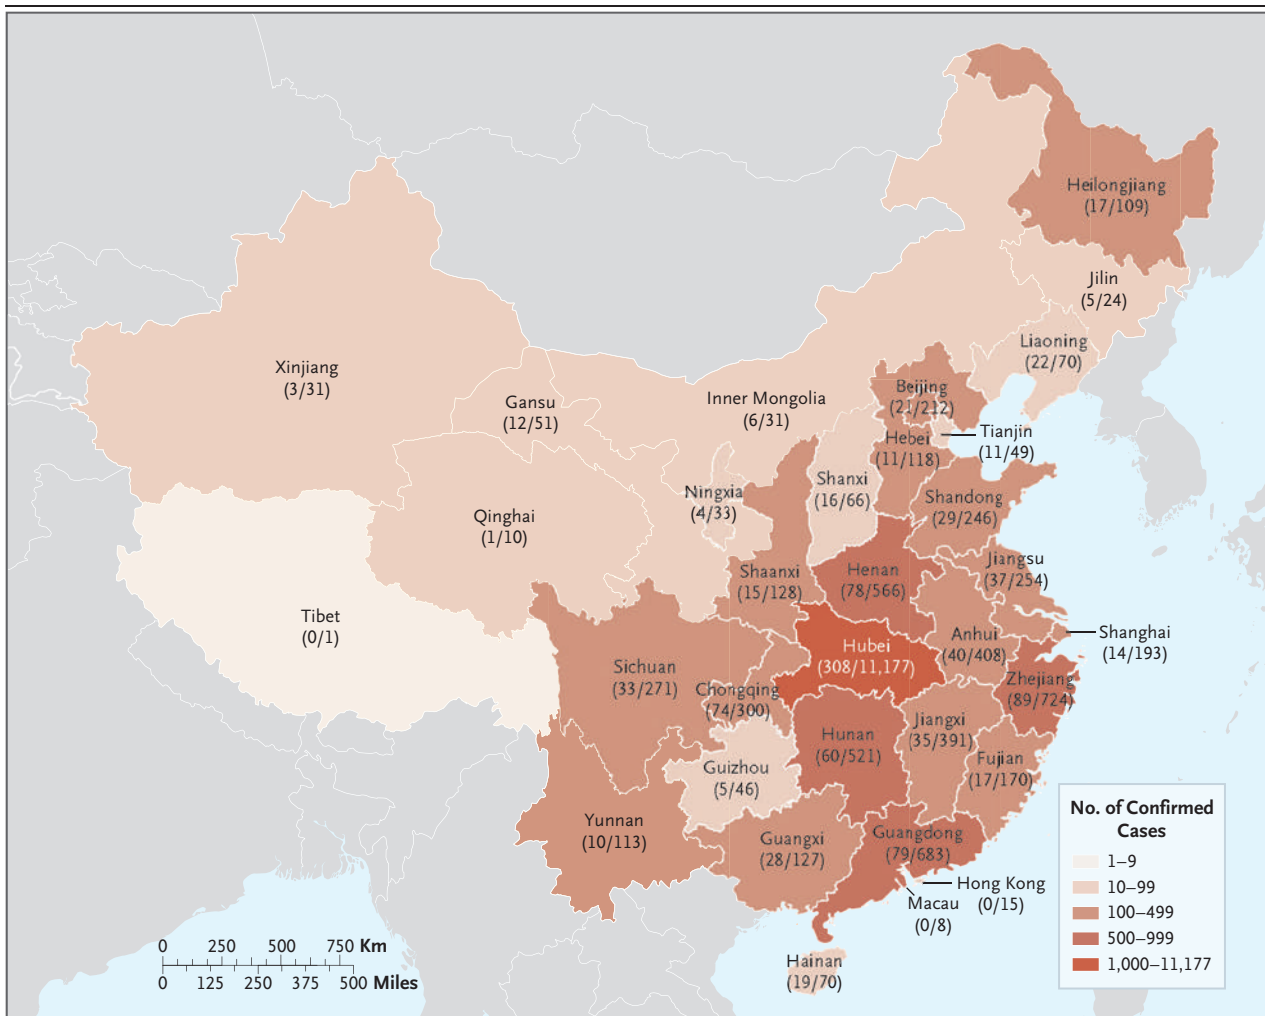 Heilongjiang
(17/109)
Jilin
(5/24)
Liaoning
(22/70)
Xinjiang
(3/31)
Gansu
(12/51)
Inner Mongolia
(6/31)
Beijing
(21/212)
Tianjin
(11/49)
Hebei
(11/118)
Shanxi
(16/66)
Ningxia
(4/33)
Shandong
(29/246)
Qinghai
(1/10)
Shaanxi
(15/128)
Henan
(78/566)
Jiangsu
(37/254)
Tibet
(0/1)
Anhui
(40/408)
Shanghai
(14/193)
Hubei
(308/11,177)
Sichuan
(33/271)
Chongqing
(74/300)
Zhejiang
(89/724)
Hunan
(60/521)
Jiangxi
(35/391)
Fujian
(17/170)
Guizhou
(5/46)
Yunnan
(10/113)
Guangxi
(28/127)
Guangdong
(79/683)
Hong Kong
(0/15)
Macau
(0/8)
Hainan
(19/70)
No. of Confirmed
Cases
1–9
10–99
100–499
500–999
1,000–11,177
0 250 500 750 Km
0 125 250 375 500 Miles